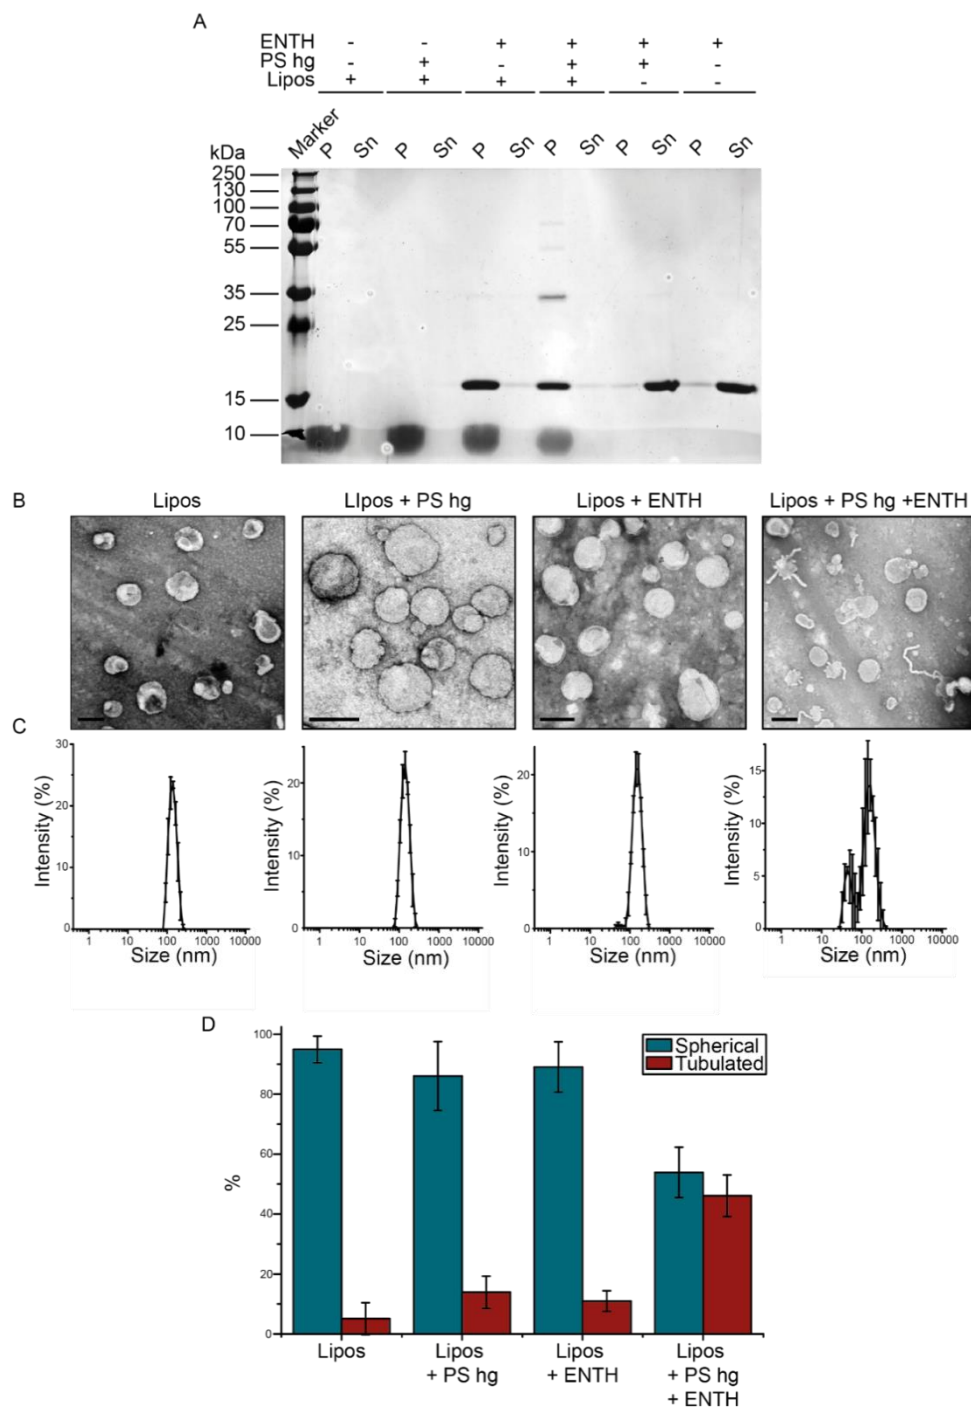 A
ENTH - - + + + +
PS hg - + - + + -
Lipos + + + + - -
kDa Marker P Sn P Sn P Sn P Sn P Sn P Sn
250
130
100
70
55
35
25
15
10
B
Lipos
LIpos + PS hg
Lipos + ENTH
Lipos + PS hg +ENTH
C
Intensity (%)
30
20
10
0
1 10 100 1000 10000
Size (nm)
Intensity (%)
20
10
0
1 10 100 1000 10000
Size (nm)
Intensity (%)
20
10
0
1 10 100 1000 10000
Size (nm)
Intensity (%)
15
10
5
0
1 10 100 1000 10000
Size (nm)
D
%
100
80
60
40
20
0
Spherical
Tubulated
Lipos
Lipos
+ PS hg
Lipos
+ ENTH
Lipos
+ PS hg
+ ENTH